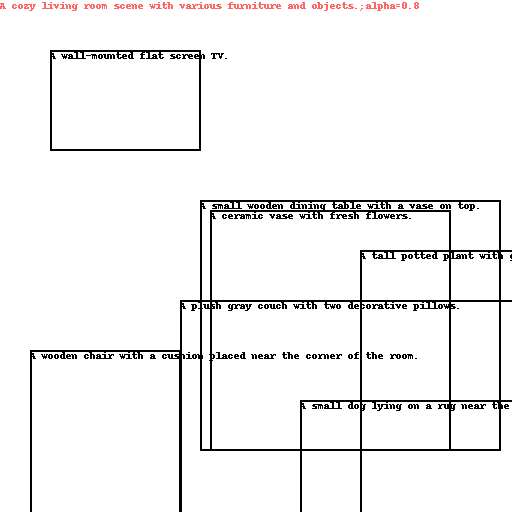 A cozy living room scene with various furniture and objects.;alpha=0.8
A wall-mounted flat screen TV.
A small wooden dining table with a vase on top.
A ceramic vase with fresh flowers.
A tall potted plant with g
A plush gray couch with two decorative pillows.
A wooden chair with a cushion placed near the corner of the room.
A small dog lying on a rug near the